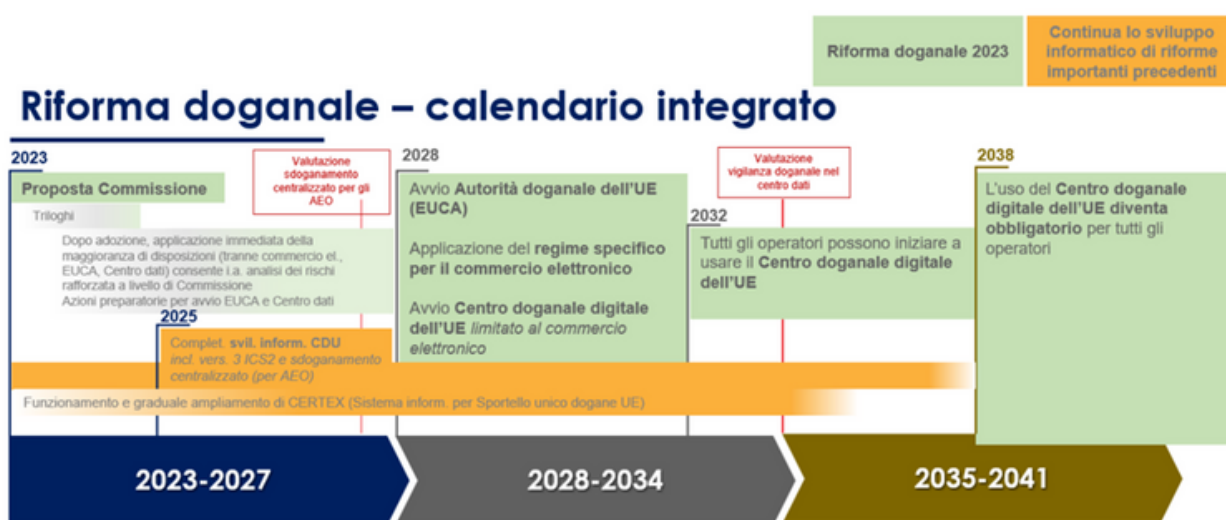 Riforma doganale 2023
Continua lo sviluppo
informatico di riforme
importanti precedenti
Riforma doganale – calendario integrato
2023
Proposta Commissione
Triloghi
Dopo adozione, applicazione immediata della
maggioranza di disposizioni (tranne commercio el.,
EUCA, Centro dati) consente i.a. analisi dei rischi
rafforzata a livello di Commissione
Azioni preparatorie per avvio EUCA e Centro dati
2025
Complet. svil. inform. CDU
incl. vers. 3 ICS2 e sdoganamento
centralizzato (per AEO)
Funzionamento e graduale ampliamento di CERTEX (Sistema inform. per Sportello unico dogane UE)
Valutazione
sdoganamento
centralizzato per gli
AEO
2028
Avvio Autorità doganale dell'UE
(EUCA)
Applicazione del regime specifico
per il commercio elettronico
Avvio Centro doganale digitale
dell'UE limitato al commercio
elettronico
2032
Tutti gli operatori possono iniziare a
usare il Centro doganale digitale
dell'UE
Valutazione
vigilanza doganale nel
centro dati
2038
L'uso del Centro doganale
digitale dell'UE diventa
obbligatorio per tutti gli
operatori
2023-2027
2028-2034
2035-2041